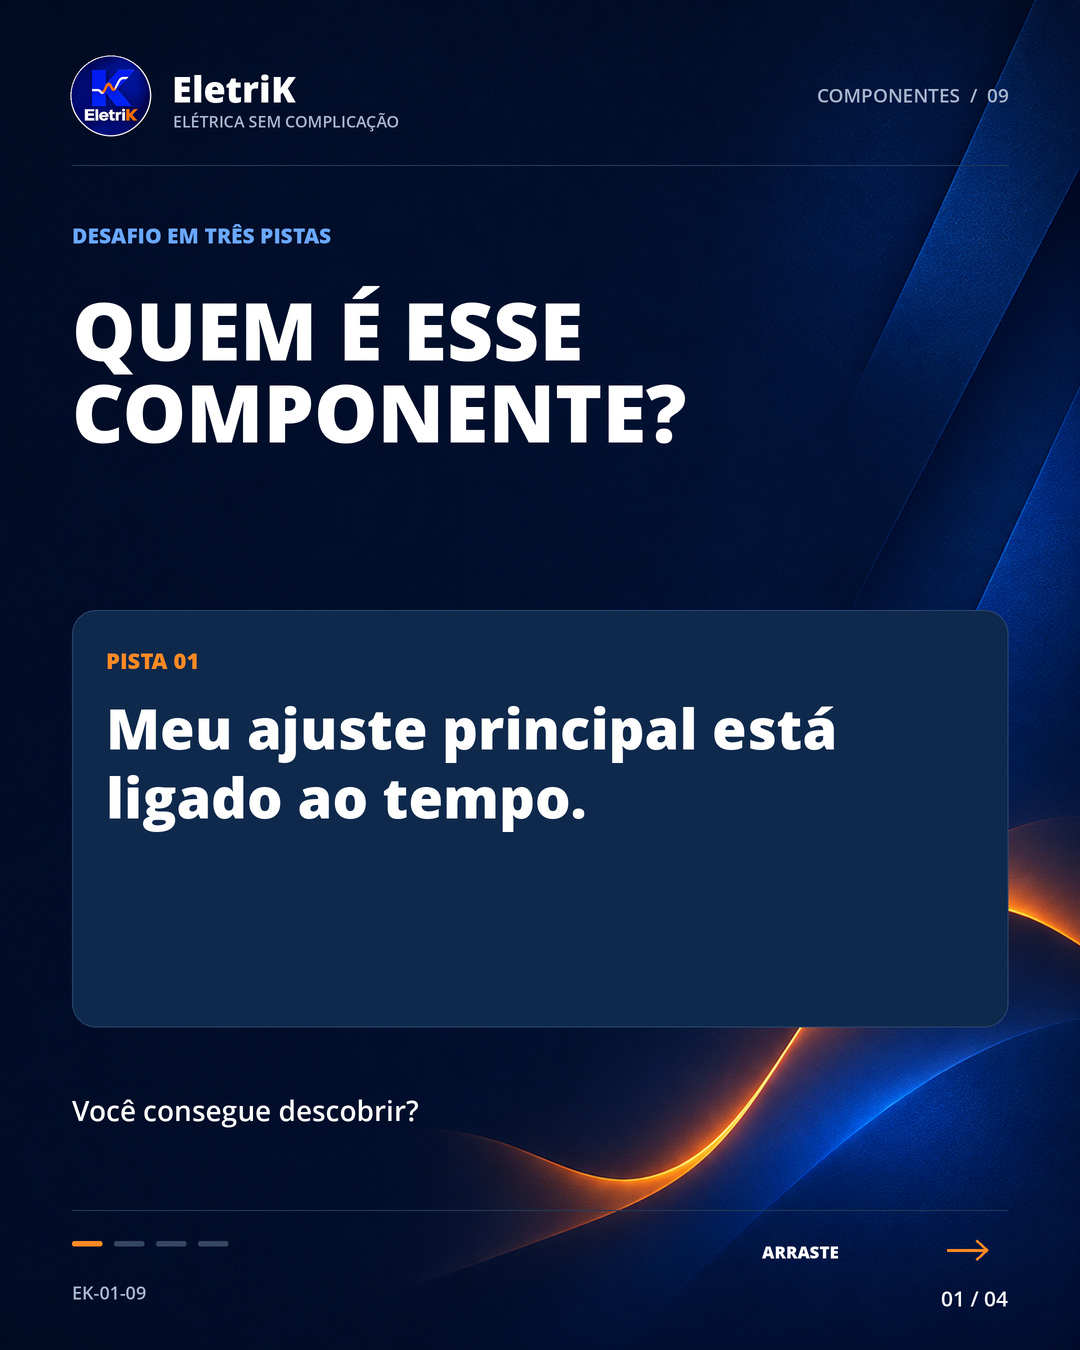 K
EletriK
EletriK
ELÉTRICA SEM COMPLICAÇÃO
COMPONENTES / 09
DESAFIO EM TRÊS PISTAS
QUEM É ESSE
COMPONENTE?
PISTA 01
Meu ajuste principal está
ligado ao tempo.
Você consegue descobrir?
ARRASTE
EK-01-09
01 / 04